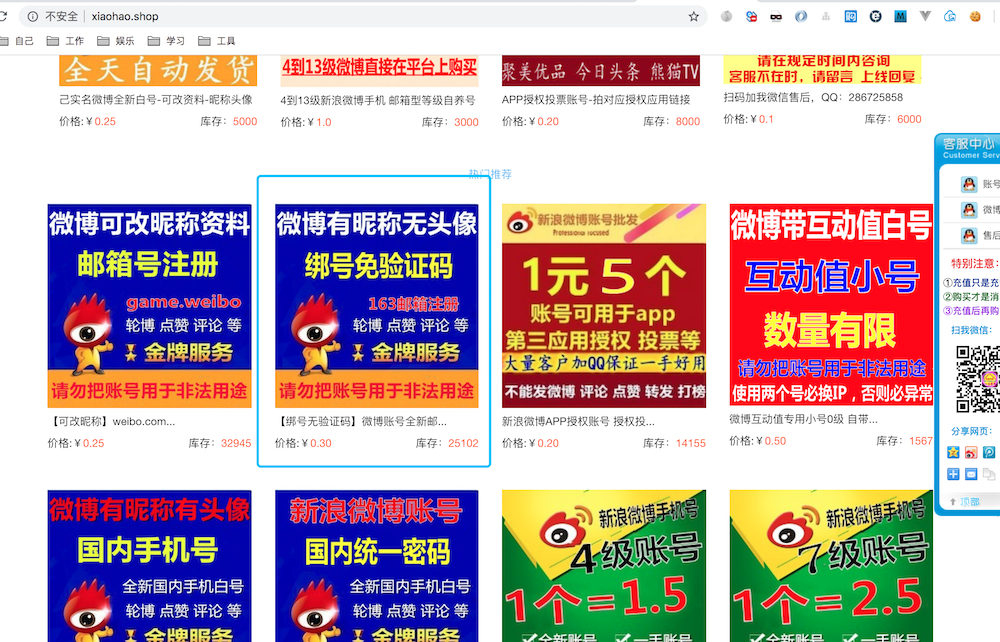 不安全 xiaohao.shop
自己 工作 娱乐 学习 工具
全天自动发货
4到13级微博直接在平台上购买
聚美优品 今日头条 熊猫TV
请在规定时间内咨询
客服不在时，请留言 上线回复
己实名微博全新白号-可改资料-昵称头像
价格:￥0.25 库存：5000
4到13级新浪微博手机 邮箱型等级自养号
价格:￥1.0 库存：3000
APP授权投票账号-拍对应授权应用链接
价格:￥0.20 库存：8000
扫码加我微信售后，QQ：286725858
价格:￥0.1 库存：6000
热门推荐
微博可改昵称资料
邮箱号注册
game.weibo
轮博 点赞 评论 等
金牌服务
请勿把账号用于非法用途
【可改昵称】weibo.com...
价格:￥0.25 库存：32945
微博有昵称无头像
绑号免验证码
163邮箱注册
轮博 点赞 评论 等
金牌服务
请勿把账号用于非法用途
【绑号无验证码】微博账号全新邮...
价格:￥0.30 库存：25102
新浪微博账号批发
Professional focused
1元5个
账号可用于app
第三应用授权 投票等
大量客户加QQ保证一手好用
不能发微博 评论 点赞 转发 打榜
新浪微博APP授权权账号 授权投...
价格:￥0.20 库存：14155
微博带互动值白号
互动值小号
数量有限
请勿把账号用于非法用途
使用两个号必换IP，否则必异常
微博互动值专用小号0级 自带...
价格:￥0.50 库存：1567
微博有昵称有头像
国内手机号
全新国内手机白号
轮博 点赞 评论 等
金牌服务
新浪微博账号
国内统一密码
全新国内手机白号
轮博 点赞 评论 等
金牌服务
新浪微博手机号
4级账号
1个=1.5
全新账号 一手账号
新浪微博手机号
7级账号
1个=2.5
全新账号 一手账号
客服中心
Customer Serv
账号
微博
售后
特别注意：
①充值只是充
②购买才是消
③充值后再购
扫我微信：
分享网页：
顶部